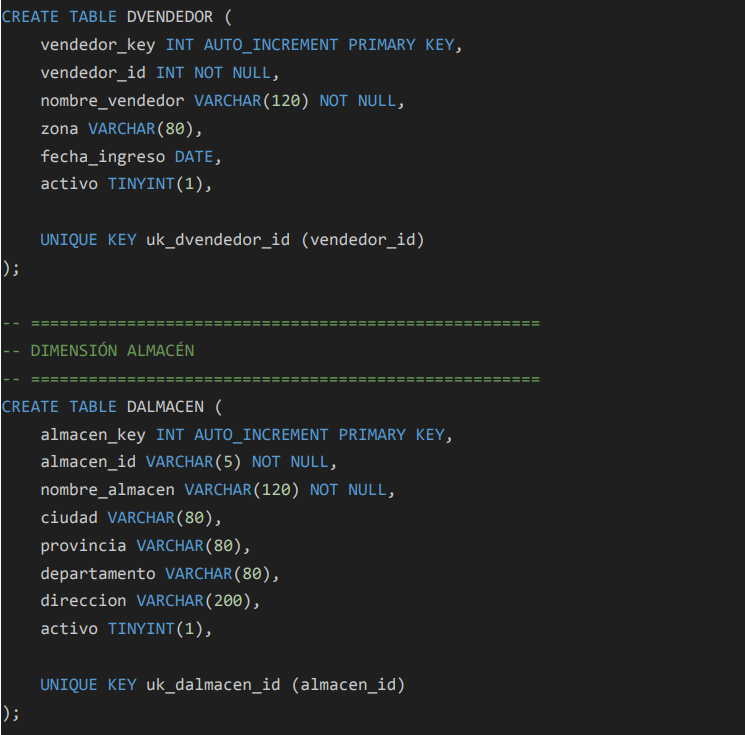 CREATE TABLE DVENDEDOR (
    vendedor_key INT AUTO_INCREMENT PRIMARY KEY,
    vendedor_id INT NOT NULL,
    nombre_vendedor VARCHAR(120) NOT NULL,
    zona VARCHAR(80),
    fecha_ingreso DATE,
    activo TINYINT(1),

    UNIQUE KEY uk_dvendedor_id (vendedor_id)
);

-- =====================================================
-- DIMENSIÓN ALMACÉN
-- =====================================================
CREATE TABLE DALMACEN (
    almacen_key INT AUTO_INCREMENT PRIMARY KEY,
    almacen_id VARCHAR(5) NOT NULL,
    nombre_almacen VARCHAR(120) NOT NULL,
    ciudad VARCHAR(80),
    provincia VARCHAR(80),
    departamento VARCHAR(80),
    direccion VARCHAR(200),
    activo TINYINT(1),

    UNIQUE KEY uk_dalmacen_id (almacen_id)
);